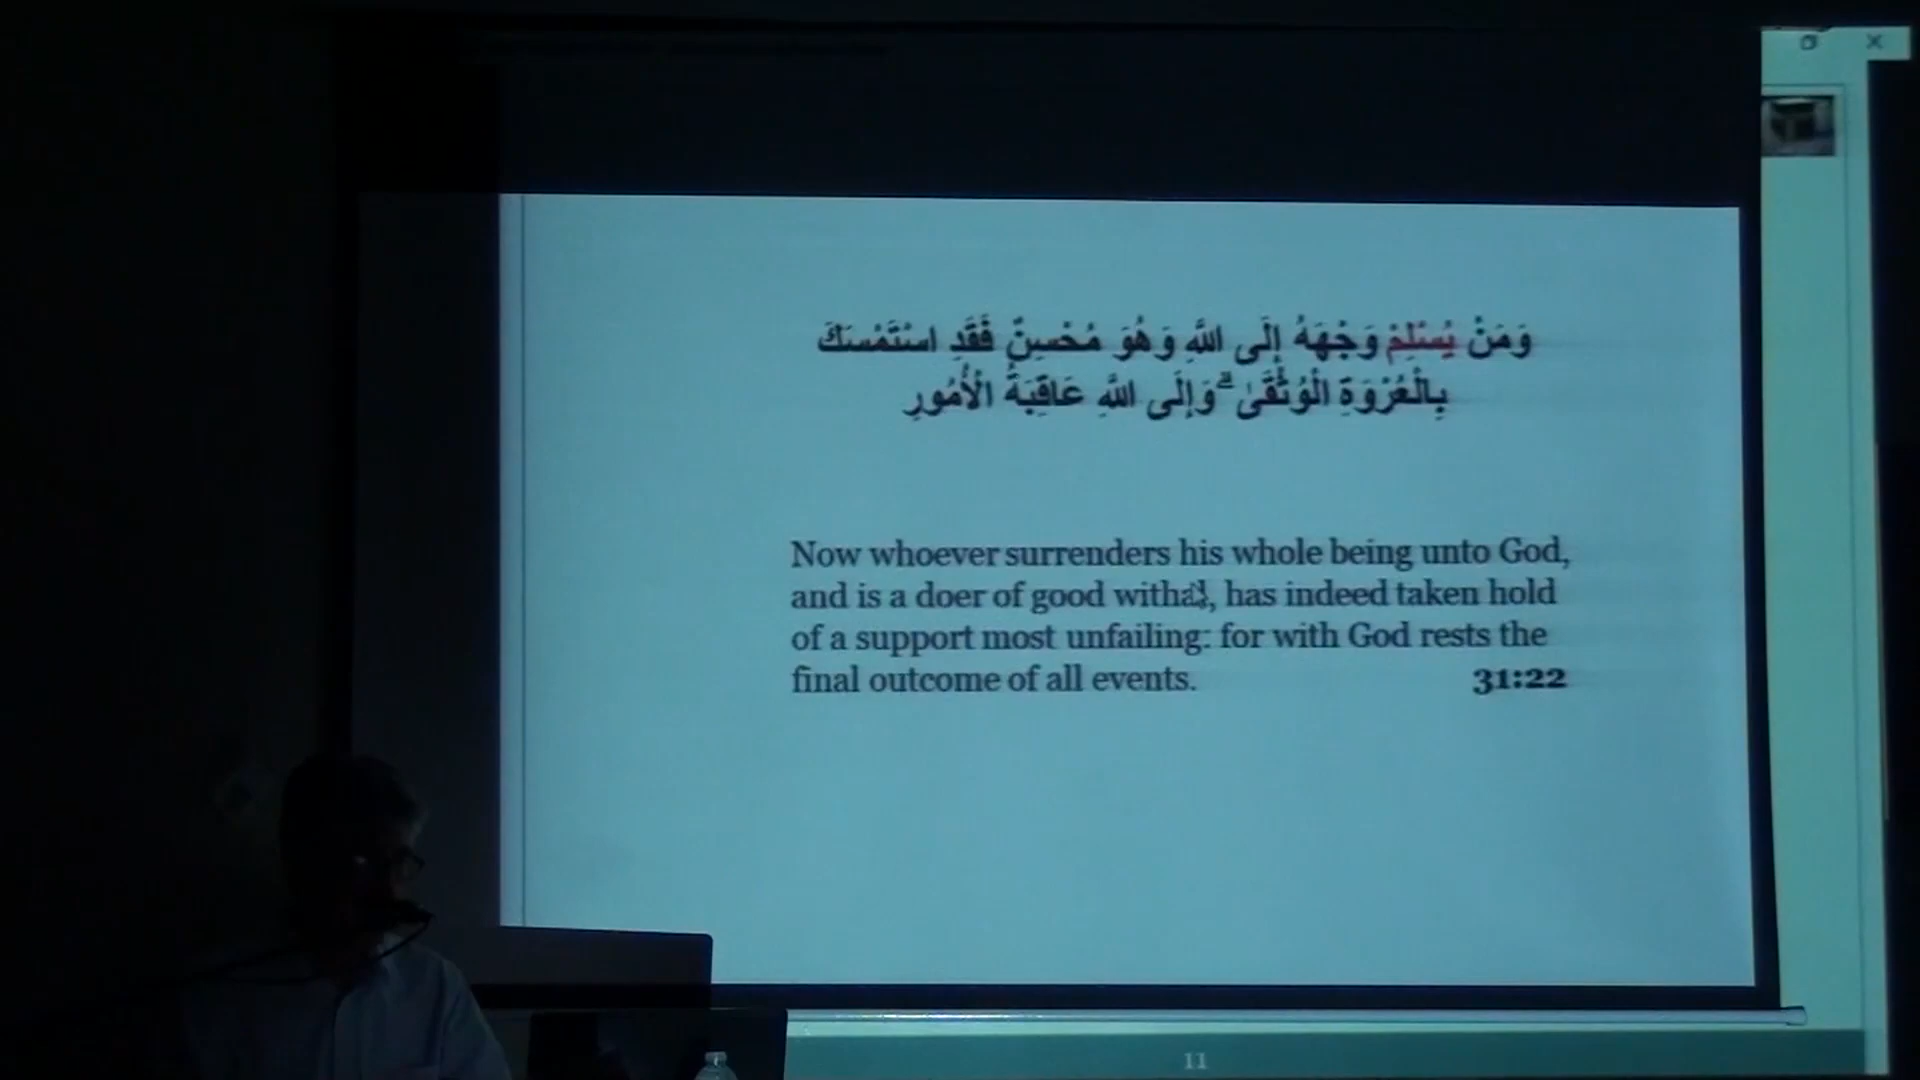 وَمَنْ يُسْلِمْ وَجْهَهُ إِلَى اللَّهِ وَهُوَ مُحْسِنٌ فَقَدِ اسْتَمْسَكَ
بِالْعُرْوَةِ الْوُثْقَىٰ ۗ وَإِلَى اللَّهِ عَاقِبَةُ الْأُمُورِ
Now whoever surrenders his whole being unto God,
and is a doer of good withal, has indeed taken hold
of a support most unfailing: for with God rests the
final outcome of all events. 31:22
11